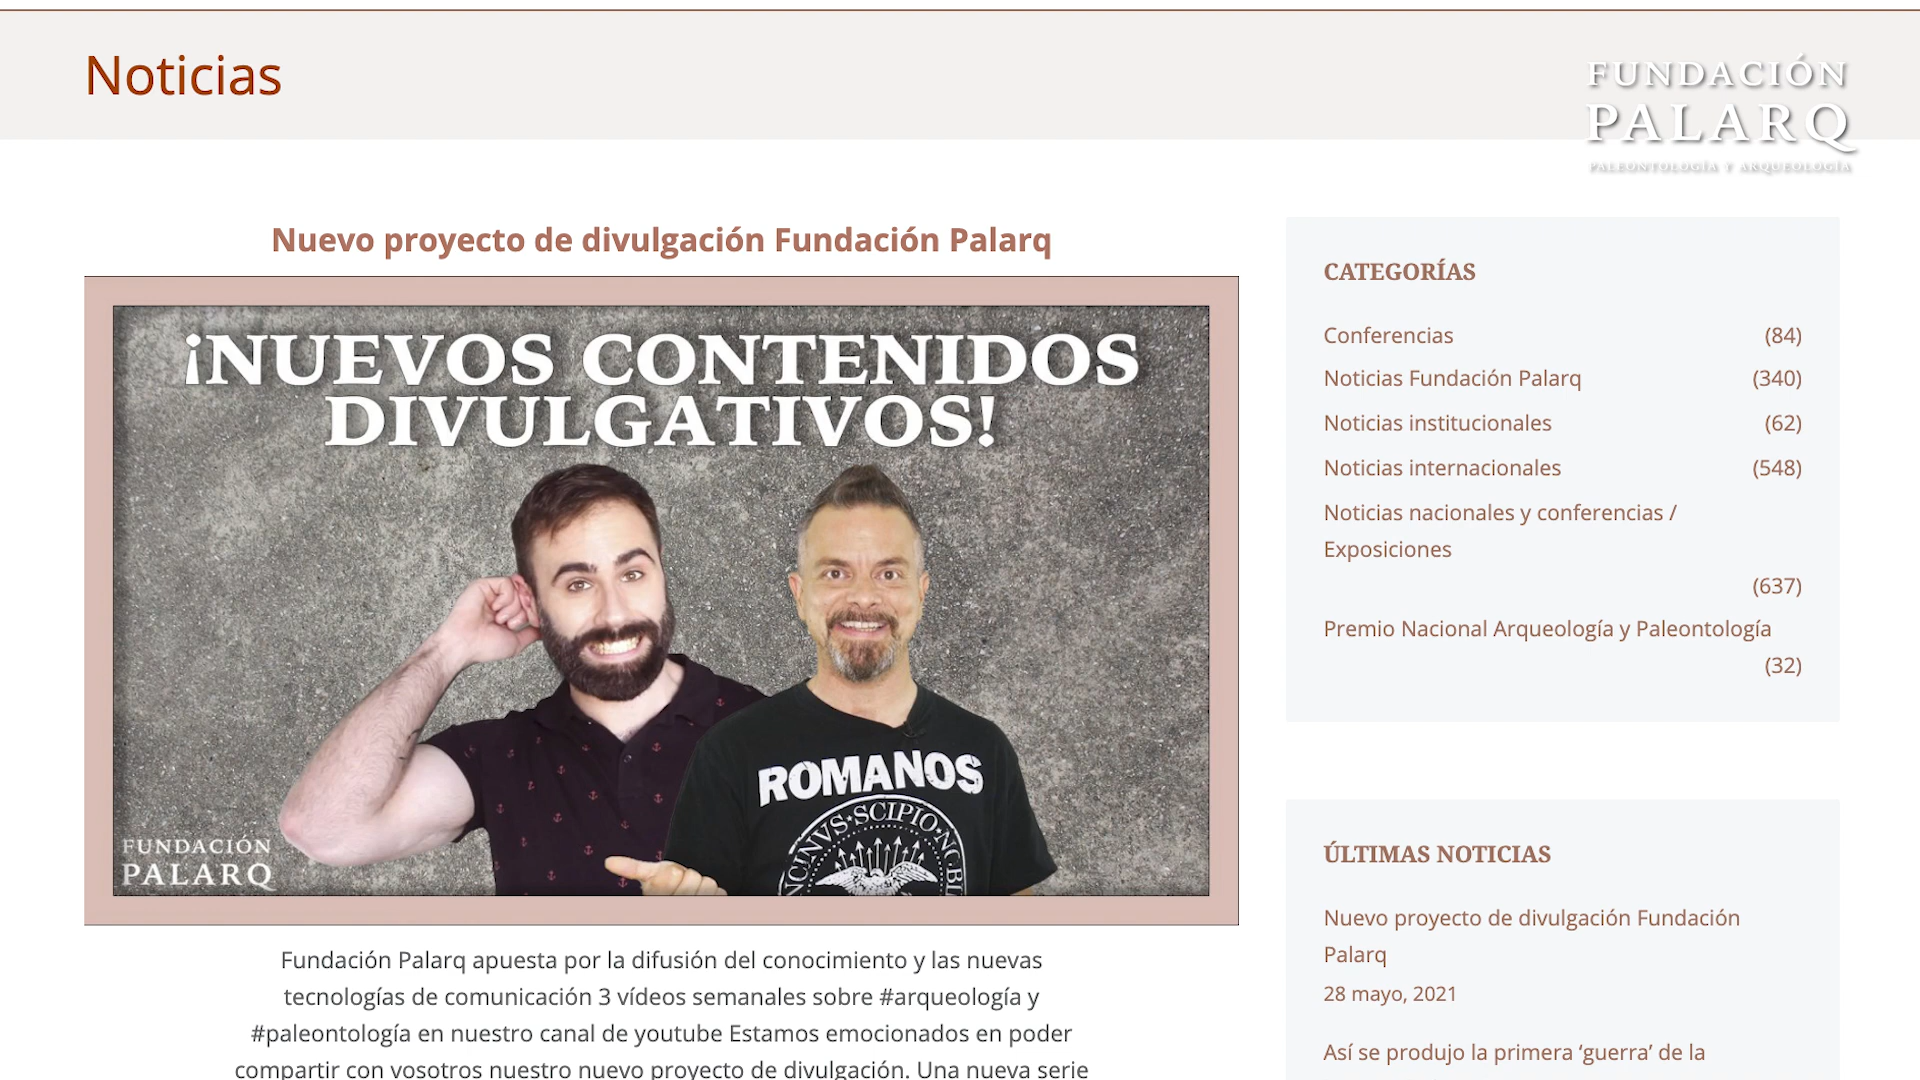 Noticias
FUNDACIÓN
PALARQ
PALEONTOLOGÍA Y ARQUEOLOGÍA
Nuevo proyecto de divulgación Fundación Palarq
¡NUEVOS CONTENIDOS
DIVULGATIVOS!
ROMANOS
SCIPIO
FUNDACIÓN
PALARQ
Fundación Palarq apuesta por la difusión del conocimiento y las nuevas
tecnologías de comunicación 3 vídeos semanales sobre #arqueología y
#paleontología en nuestro canal de youtube Estamos emocionados en poder
compartir con vosotros nuestro nuevo proyecto de divulgación. Una nueva serie
CATEGORÍAS
Conferencias (84)
Noticias Fundación Palarq (340)
Noticias institucionales (62)
Noticias internacionales (548)
Noticias nacionales y conferencias /
Exposiciones
(637)
Premio Nacional Arqueología y Paleontología
(32)
ÚLTIMAS NOTICIAS
Nuevo proyecto de divulgación Fundación
Palarq
28 mayo, 2021
Así se produjo la primera ‘guerra’ de la